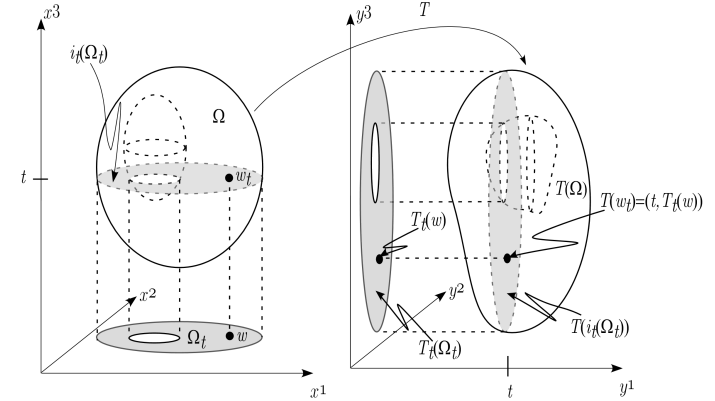 x3
y3
T
i_t(Ω_t)
Ω
t
w_t
T(Ω)
T(w_t)=(t,T_t(w))
T_t(w)
x2
y2
Ω_t
w
T_t(Ω_t)
T(i_t(Ω_t))
x1
t
y1